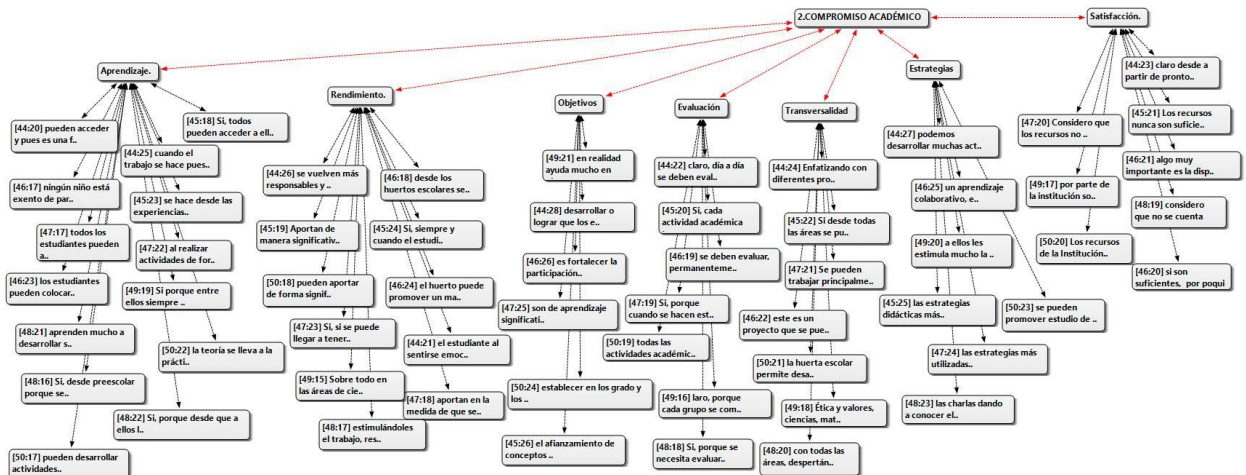 2.COMPROMISO ACADÉMICO
Satisfacción.
Aprendizaje.
Rendimiento.
Objetivos
Evaluación
Transversalidad
Estrategias
[44:20] pueden acceder
y pues es una f..
[45:18] Si, todos
pueden acceder a ell..
[46:17] ningún niño está
exento de par..
[44:25] cuando el
trabajo se hace pues..
[45:23] se hace desde las
experiencias..
[47:17] todos los
estudiantes pueden
a..
[47:22] al realizar
actividades de for..
[46:23] los estudiantes
pueden colocar..
[49:19] Si porque entre
ellos siempre ..
[48:21] aprenden mucho a
desarrollar s..
[50:22] la teoría se lleva a la
prácti..
[48:16] Si, desde preescolar
porque se..
[48:22] Si, porque desde que a
ellos l..
[50:17] pueden desarrollar
actividades..
[44:26] se vuelven más
responsables y ..
[46:18] desde los
huertos escolares se..
[45:19] Aportan de
manera significativ..
[45:24] Si, siempre y
cuando el estudi..
[50:18] pueden aportar
de forma signif..
[46:24] el huerto puede
promover un ma..
[47:23] Si, si se puede
llegar a tener..
[44:21] el estudiante al
sentirse emoc..
[49:15] Sobre todo en
las áreas de cie..
[47:18] aportan en la
medida de que se..
[48:17] estimulándoles
el trabajo, res..
[49:21] en realidad
ayuda mucho en
[44:28] desarrollar o
lograr que los e..
[46:26] es fortalecer la
participación..
[47:25] son de aprendizaje
significati..
[50:24] establecer en los grado y
los ..
[45:26] el afianzamiento de
conceptos ..
[44:22] claro, día a día
se deben eval..
[45:20] Si, cada
actividad académica
[46:19] se deben evaluar,
permanenteme..
[47:19] Si, porque
cuando se hacen est..
[50:19] todas las
actividades académic..
[49:16] laro, porque
cada grupo se com..
[48:18] Si, porque se
necesita evaluar..
[44:24] Enfatizando con
diferentes pro..
[45:22] Si desde todas
las áreas se pu..
[47:21] Se pueden
trabajar principalme..
[46:22] este es un
proyecto que se pue..
[50:21] la huerta escolar
permite desa..
[49:18] Ética y valores,
ciencias, mat..
[48:20] con todas las
áreas, despertán..
[44:27] podemos
desarrollar muchas act..
[46:25] un aprendizaje
colaborativo, e..
[49:20] a ellos les
estimula mucho la ..
[45:25] las estrategias
didácticas más..
[50:23] se pueden
promover estudio de ..
[47:24] las estrategias más
utilizadas..
[48:23] las charlas dando
a conocer el..
[44:23] claro desde a
partir de pronto..
[47:20] Considero que
los recursos no ..
[45:21] Los recursos
nunca son suficie..
[46:21] algo muy
importante es la disp..
[49:17] por parte de
la institución so..
[48:19] considero
que no se cuenta
[50:20] Los recursos
de la Institución..
[46:20] si son
suficientes, por poqui